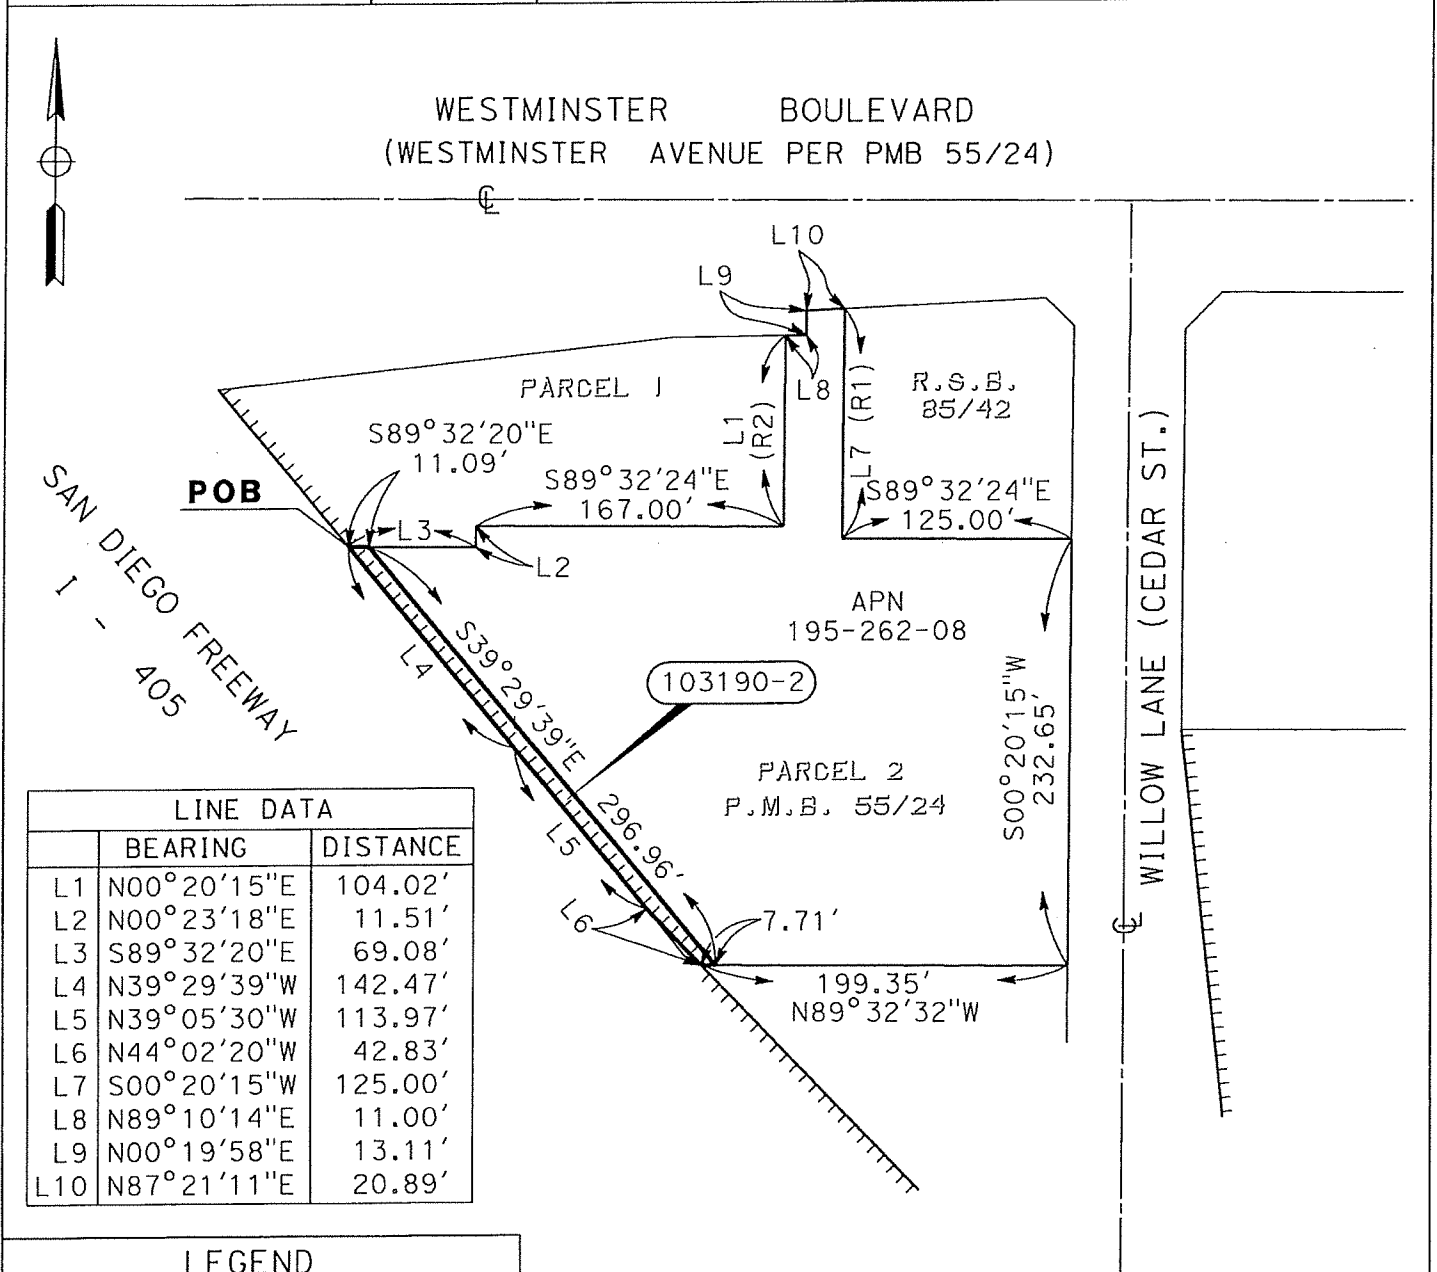 WESTMINSTER BOULEVARD
(WESTMINSTER AVENUE PER PMB 55/24)
℄
L10
L9
L8
PARCEL 1
R.S.B.
85/42
L1
(R2)
L7 (R1)
S89°32'20"E
11.09'
S89°32'24"E
167.00'
S89°32'24"E
125.00'
POB
L3
L2
SAN DIEGO FREEWAY
I - 405
APN
195-262-08
L4
S39°29'39"E 296.96'
103190-2
S00°20'15"W
232.65'
WILLOW LANE (CEDAR ST.)
℄
PARCEL 2
P.M.B. 55/24
L5
L6
7.71'
199.35'
N89°32'32"W
LINE DATA
BEARING DISTANCE
L1 N00°20'15"E 104.02'
L2 N00°23'18"E 11.51'
L3 S89°32'20"E 69.08'
L4 N39°29'39"W 142.47'
L5 N39°05'30"W 113.97'
L6 N44°02'20"W 42.83'
L7 S00°20'15"W 125.00'
L8 N89°10'14"E 11.00'
L9 N00°19'58"E 13.11'
L10 N87°21'11"E 20.89'
LEGEND